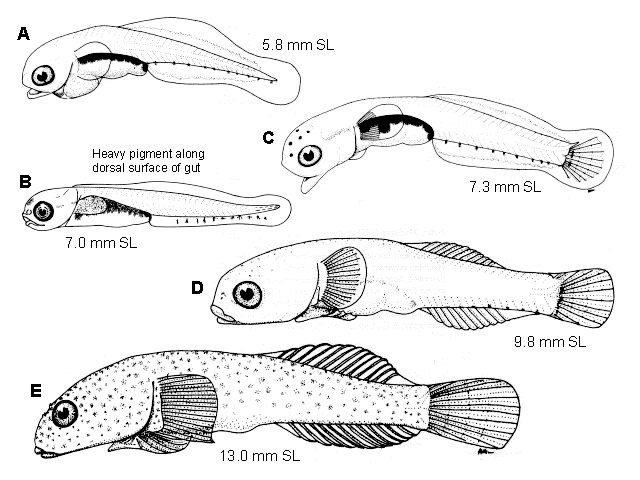 A
5.8 mm SL
C
7.3 mm SL
Heavy pigment along
dorsal surface of gut
B
7.0 mm SL
D
9.8 mm SL
E
13.0 mm SL